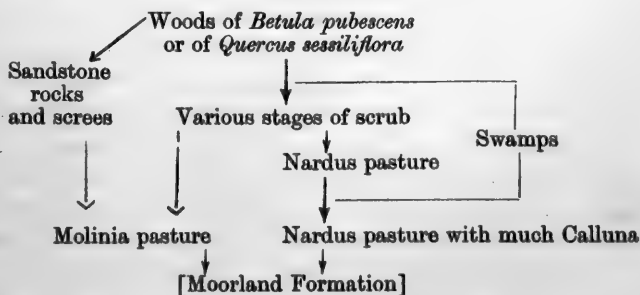 Woods of Betula pubescens
or of Quercus sessiliflora
Sandstone
rocks
and screes
Various stages of scrub
Swamps
Nardus pasture
Molinia pasture
Nardus pasture with much Calluna
[Moorland Formation]